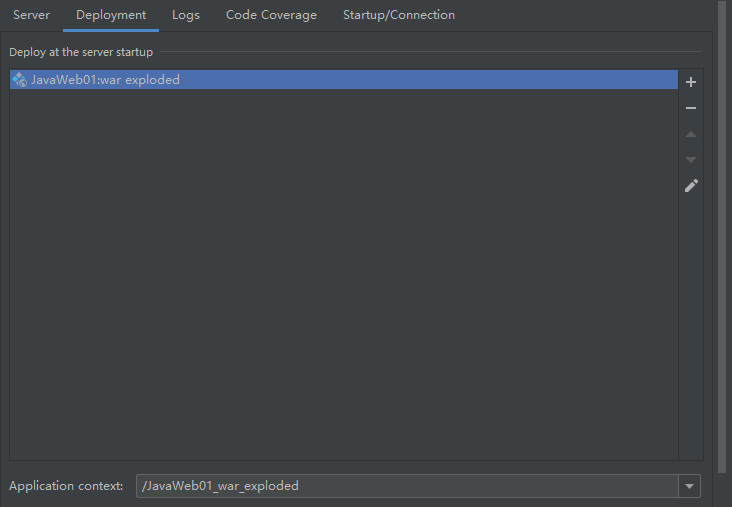 Server Deployment Logs Code Coverage Startup/Connection
Deploy at the server startup
JavaWeb01:war exploded
Application context: /JavaWeb01_war_exploded